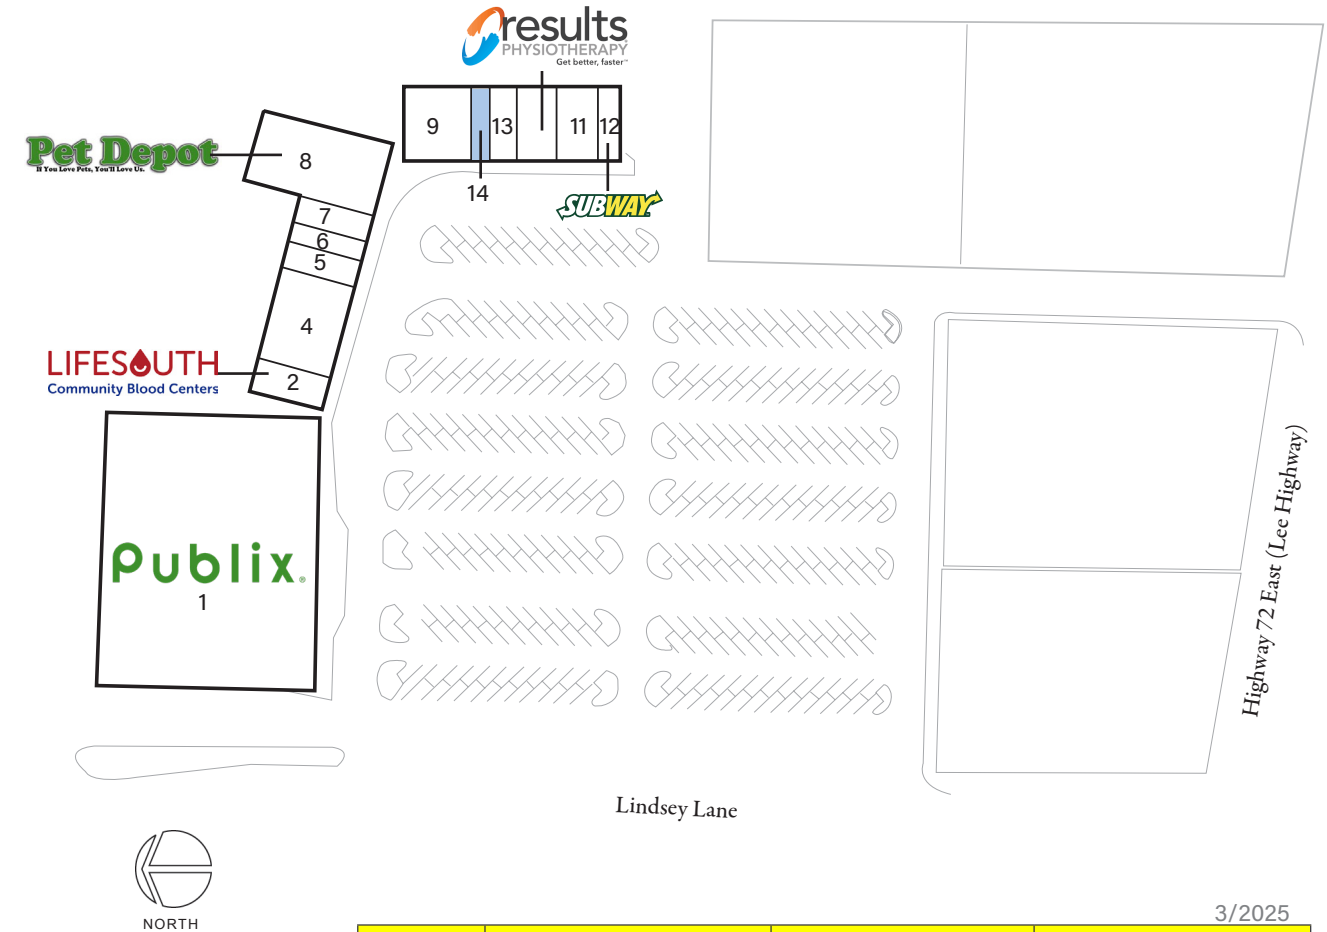 results
PHYSIOTHERAPY
Get better, faster™
9
13
11
12
14
SUBWAY
Pet Depot
If You Love Pets, You'll Love Us.
8
7
6
5
4
LIFESOUTH
Community Blood Centers
2
Publix®
1
Highway 72 East (Lee Highway)
Lindsey Lane
NORTH
3/2025